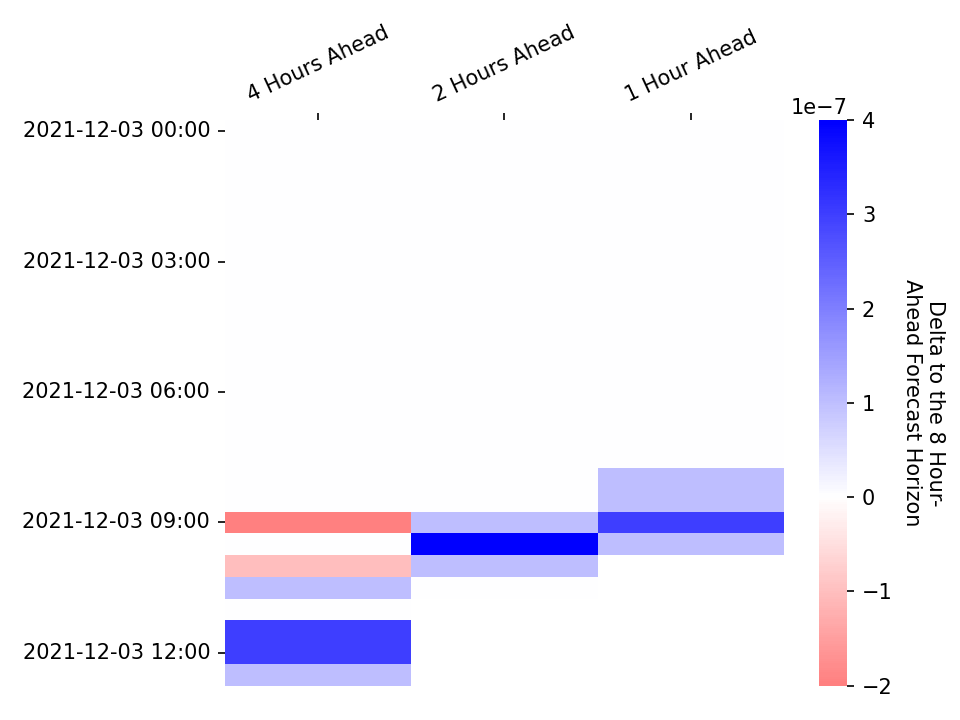 4 Hours Ahead
2 Hours Ahead
1 Hour Ahead
1e−7
2021-12-03 00:00
2021-12-03 03:00
2021-12-03 06:00
2021-12-03 09:00
2021-12-03 12:00
4
3
2
1
0
−1
−2
Delta to the 8 Hour-
Ahead Forecast Horizon